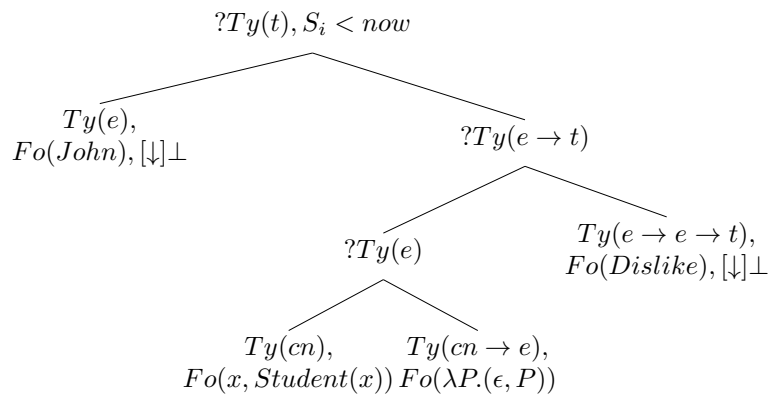 ?Ty(t), S_i < now
Ty(e),
Fo(John), [↓]⊥
?Ty(e → t)
?Ty(e)
Ty(e → e → t),
Fo(Dislike), [↓]⊥
Ty(cn),
Fo(x, Student(x))
Ty(cn → e),
Fo(λP.(ϵ, P))